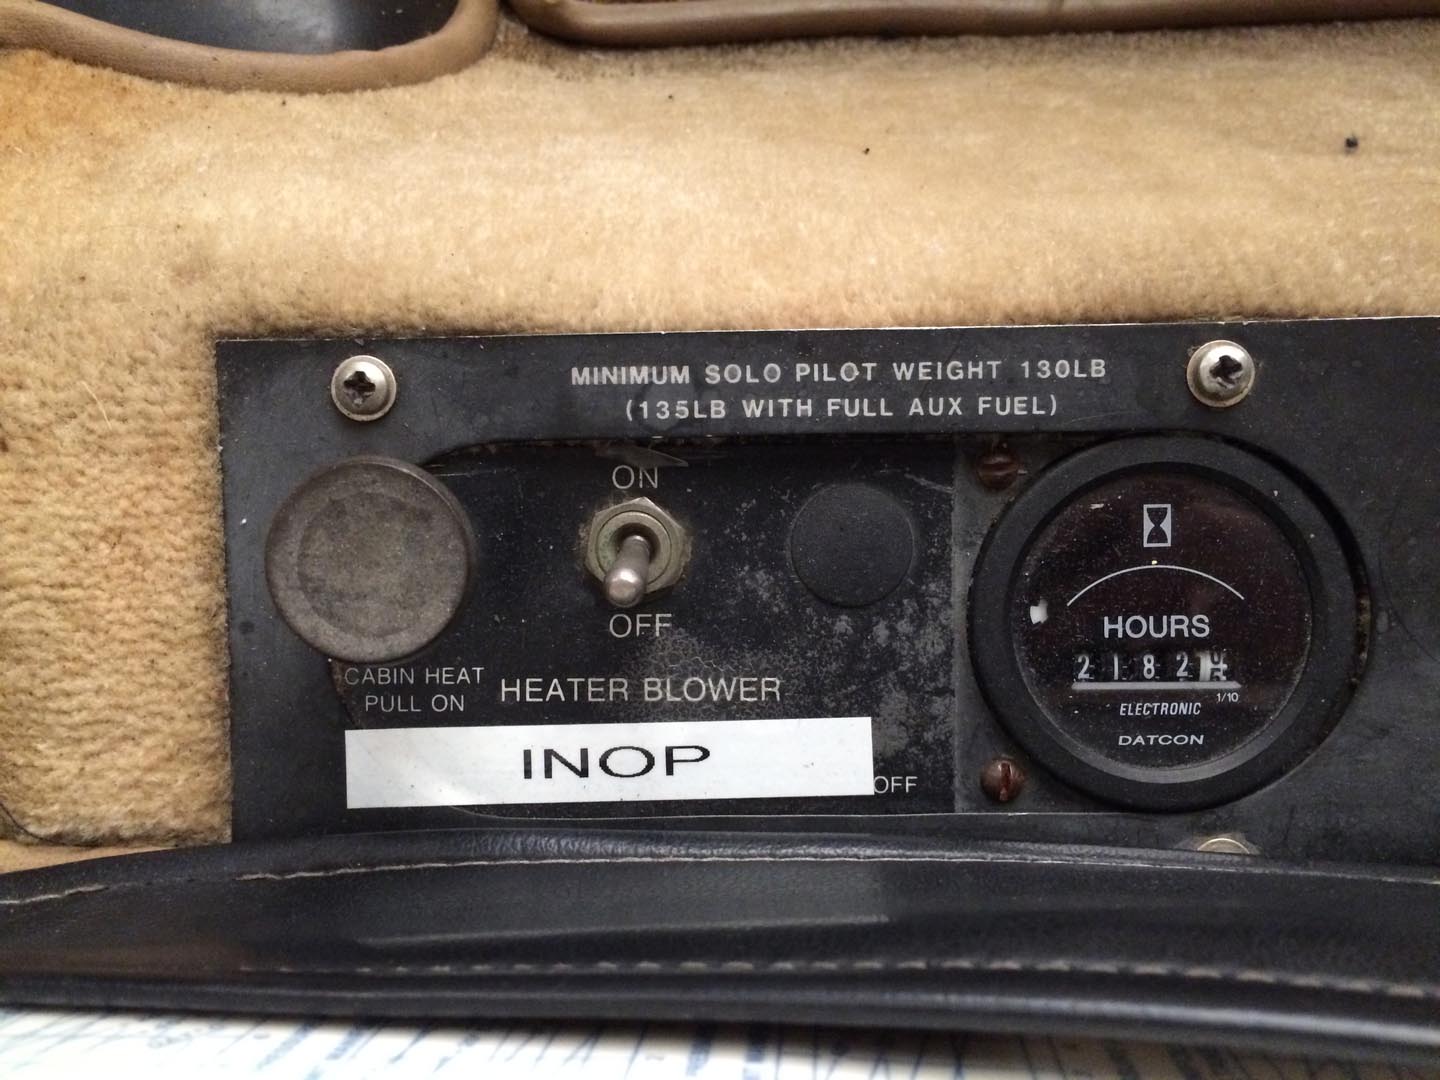 MINIMUM SOLO PILOT WEIGHT 130LB
(135LB WITH FULL AUX FUEL)
ON
OFF
CABIN HEAT
PULL ON
HEATER BLOWER
INOP
OFF
HOURS
2182
1/10
ELECTRONIC
DATCON